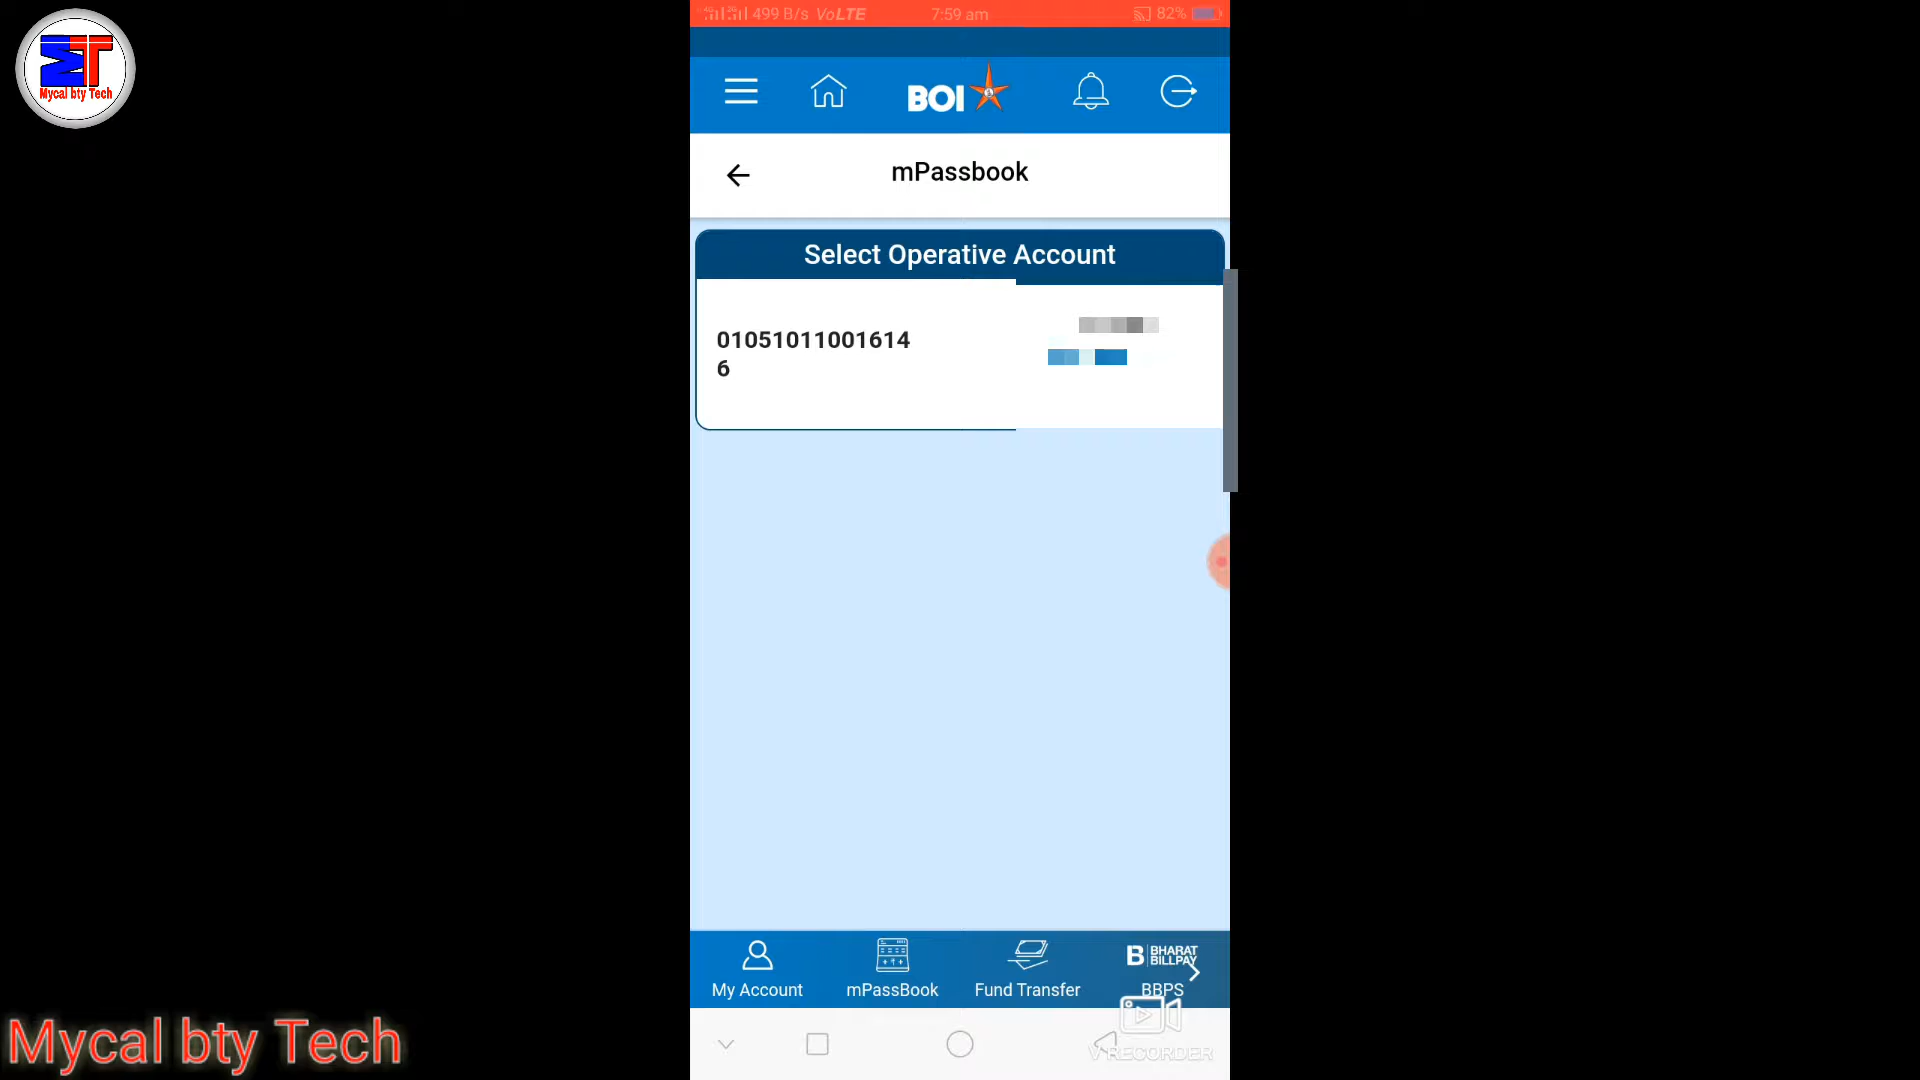 MT
Mycal bty Tech
499 B/s VoLTE 7:59 am 82%
BOI
mPassbook
Select Operative Account
01051011001614
6
My Account mPassBook Fund Transfer BBPS
B BHARAT
BILLPAY
V RECORDER
Mycal bty Tech